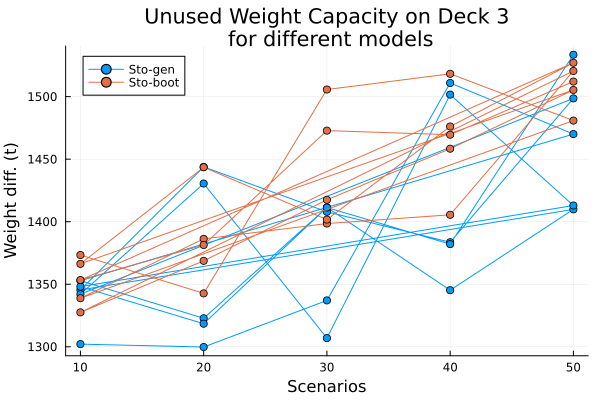 Unused Weight Capacity on Deck 3
for different models
Sto-gen
Sto-boot
Weight diff. (t)
1500
1450
1400
1350
1300
10
20
30
40
50
Scenarios